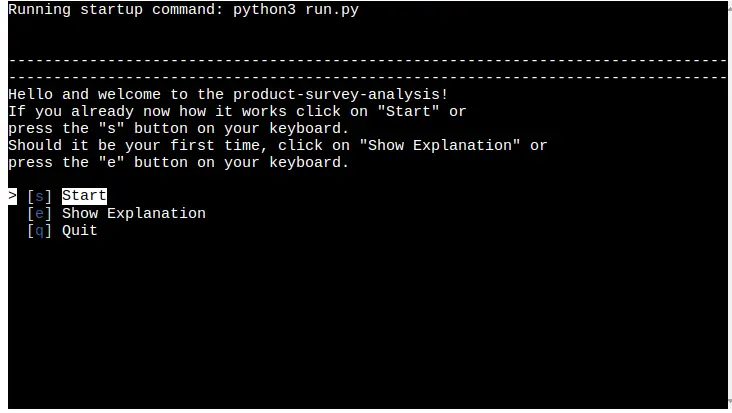 Running startup command: python3 run.py
--------------------------------------------------------------------------------
--------------------------------------------------------------------------------
Hello and welcome to the product-survey-analysis!
If you already now how it works click on "Start" or
press the "s" button on your keyboard.
Should it be your first time, click on "Show Explanation" or
press the "e" button on your keyboard.
> [s] Start
[e] Show Explanation
[q] Quit